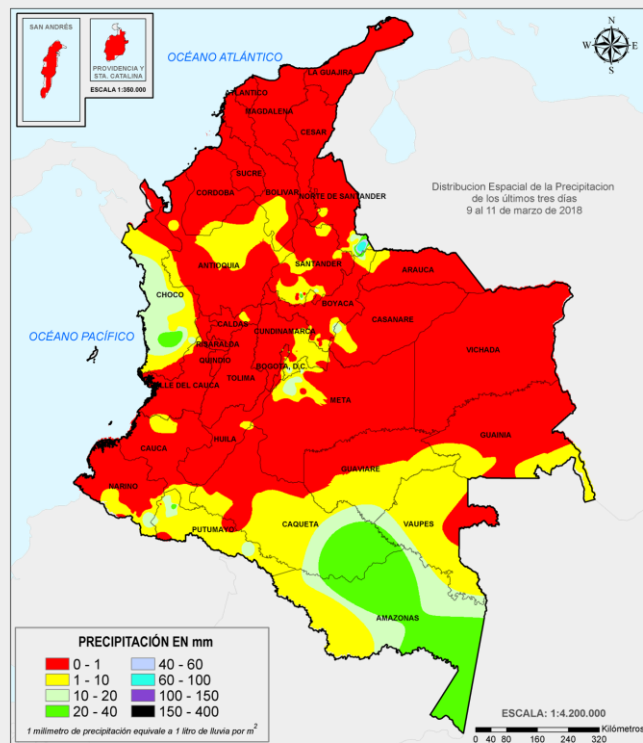 SAN ANDRÉS
PROVIDENCIA Y
STA. CATALINA
ESCALA 1:350.000
OCÉANO ATLÁNTICO
N
W E
S
LA GUAJIRA
ATLANTICO
MAGDALENA
CESAR
SUCRE
CORDOBA
BOLIVAR
NORTE DE SANTANDER
Distribucion Espacial de la Precipitacion
de los últimos tres días
9 al 11 de marzo de 2018
ANTIOQUIA
SANTANDER
ARAUCA
CHOCO
BOYACA
CASANARE
OCÉANO PACÍFICO
CALDAS
CUNDINAMARCA
VICHADA
RISARALDA
QUINDIO
BOGOTA, D.C.
TOLIMA
VALLE DEL CAUCA
META
CAUCA
HUILA
GUAINIA
GUAVIARE
NARIÑO
PUTUMAYO
CAQUETA
VAUPES
AMAZONAS
PRECIPITACIÓN EN mm
0 - 1 40 - 60
1 - 10 60 - 100
10 - 20 100 - 150
20 - 40 150 - 400
1 milimetro de precipitación equivale a 1 litro de lluvia por m²
ESCALA: 1:4.200.000
Kilómetros
0 40 80 160 240 320